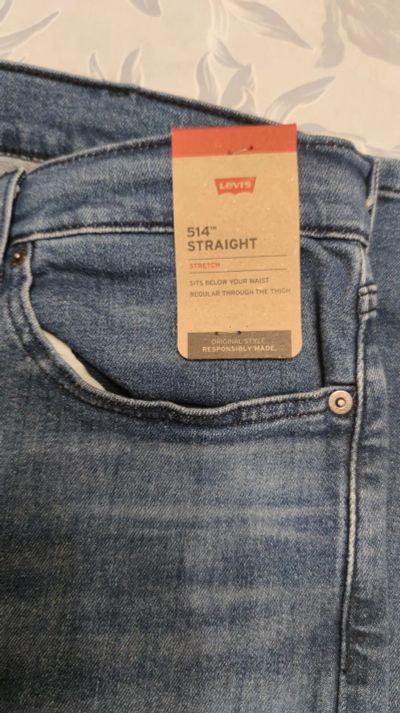 Levi's
514™
STRAIGHT
STRETCH
SITS BELOW YOUR WAIST
REGULAR THROUGH THE THIGH
ORIGINAL STYLE.
RESPONSIBLY MADE.